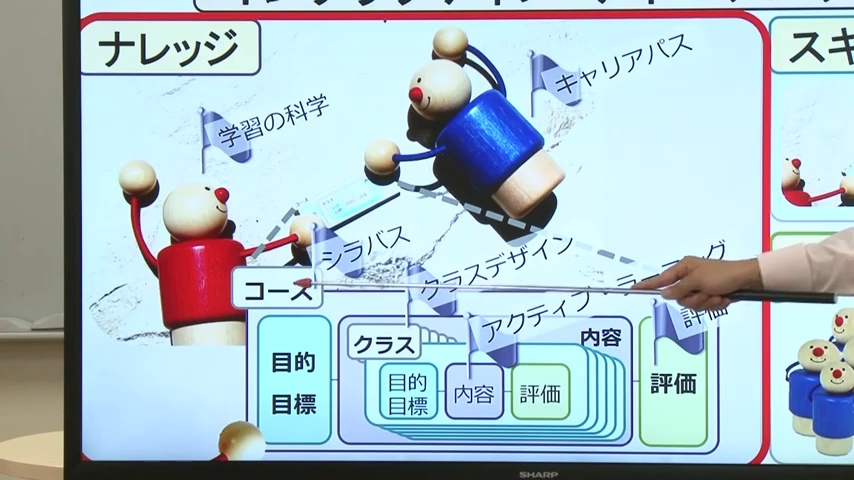 ナレッジ
スキ
キャリアパス
学習の科学
シラバス
クラスデザイン
アクティブ・ラーニング
評価
コース
クラス
内容
目的
目標
目的
目標
内容
評価
評価
SHARP